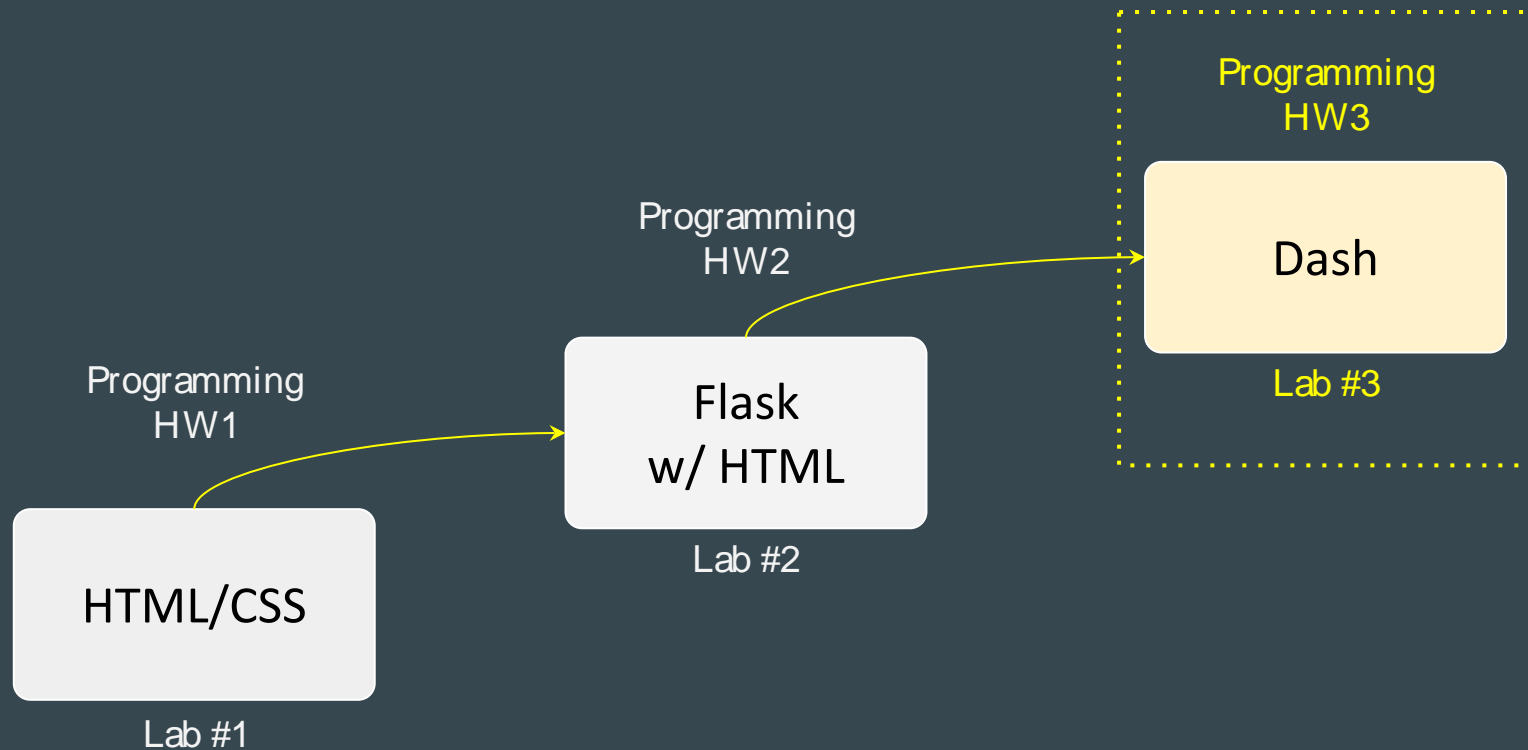 Programming
HW1
HTML/CSS
Lab #1
Programming
HW2
Flask
w/ HTML
Lab #2
Programming
HW3
Dash
Lab #3